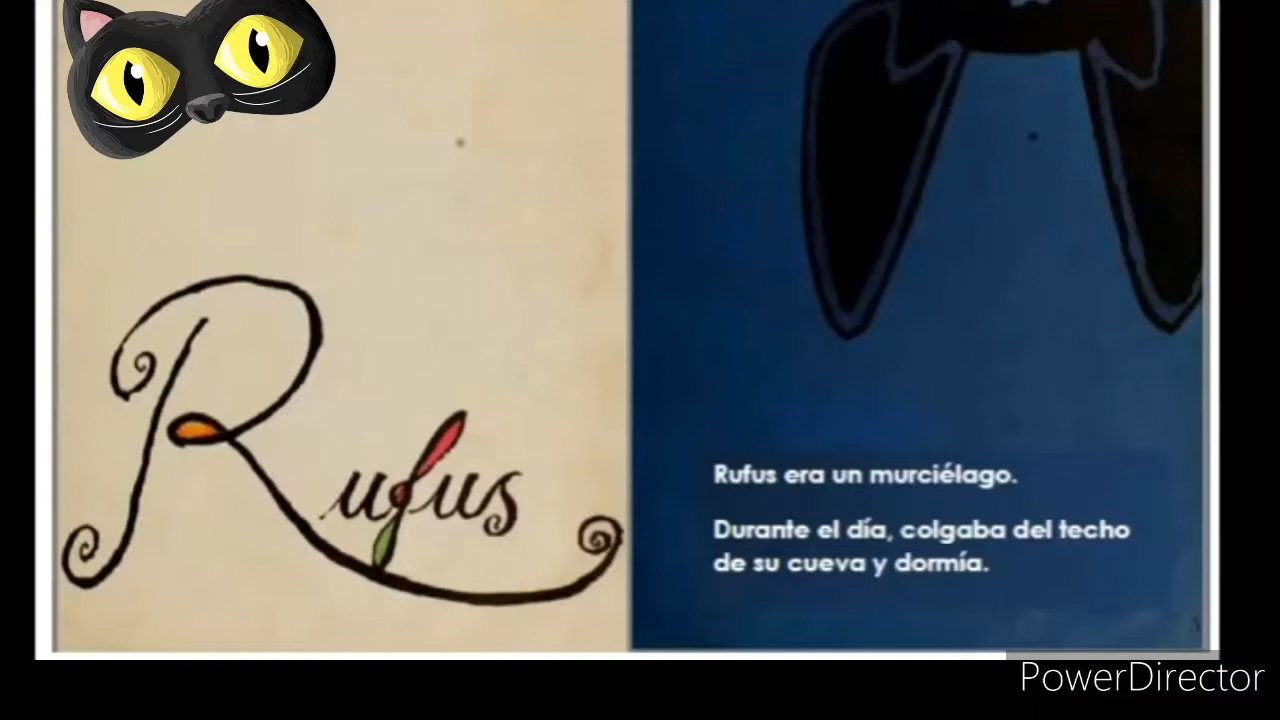 Rufus
Rufus era un murciélago.
Durante el día, colgaba del techo
de su cueva y dormía.
PowerDirector